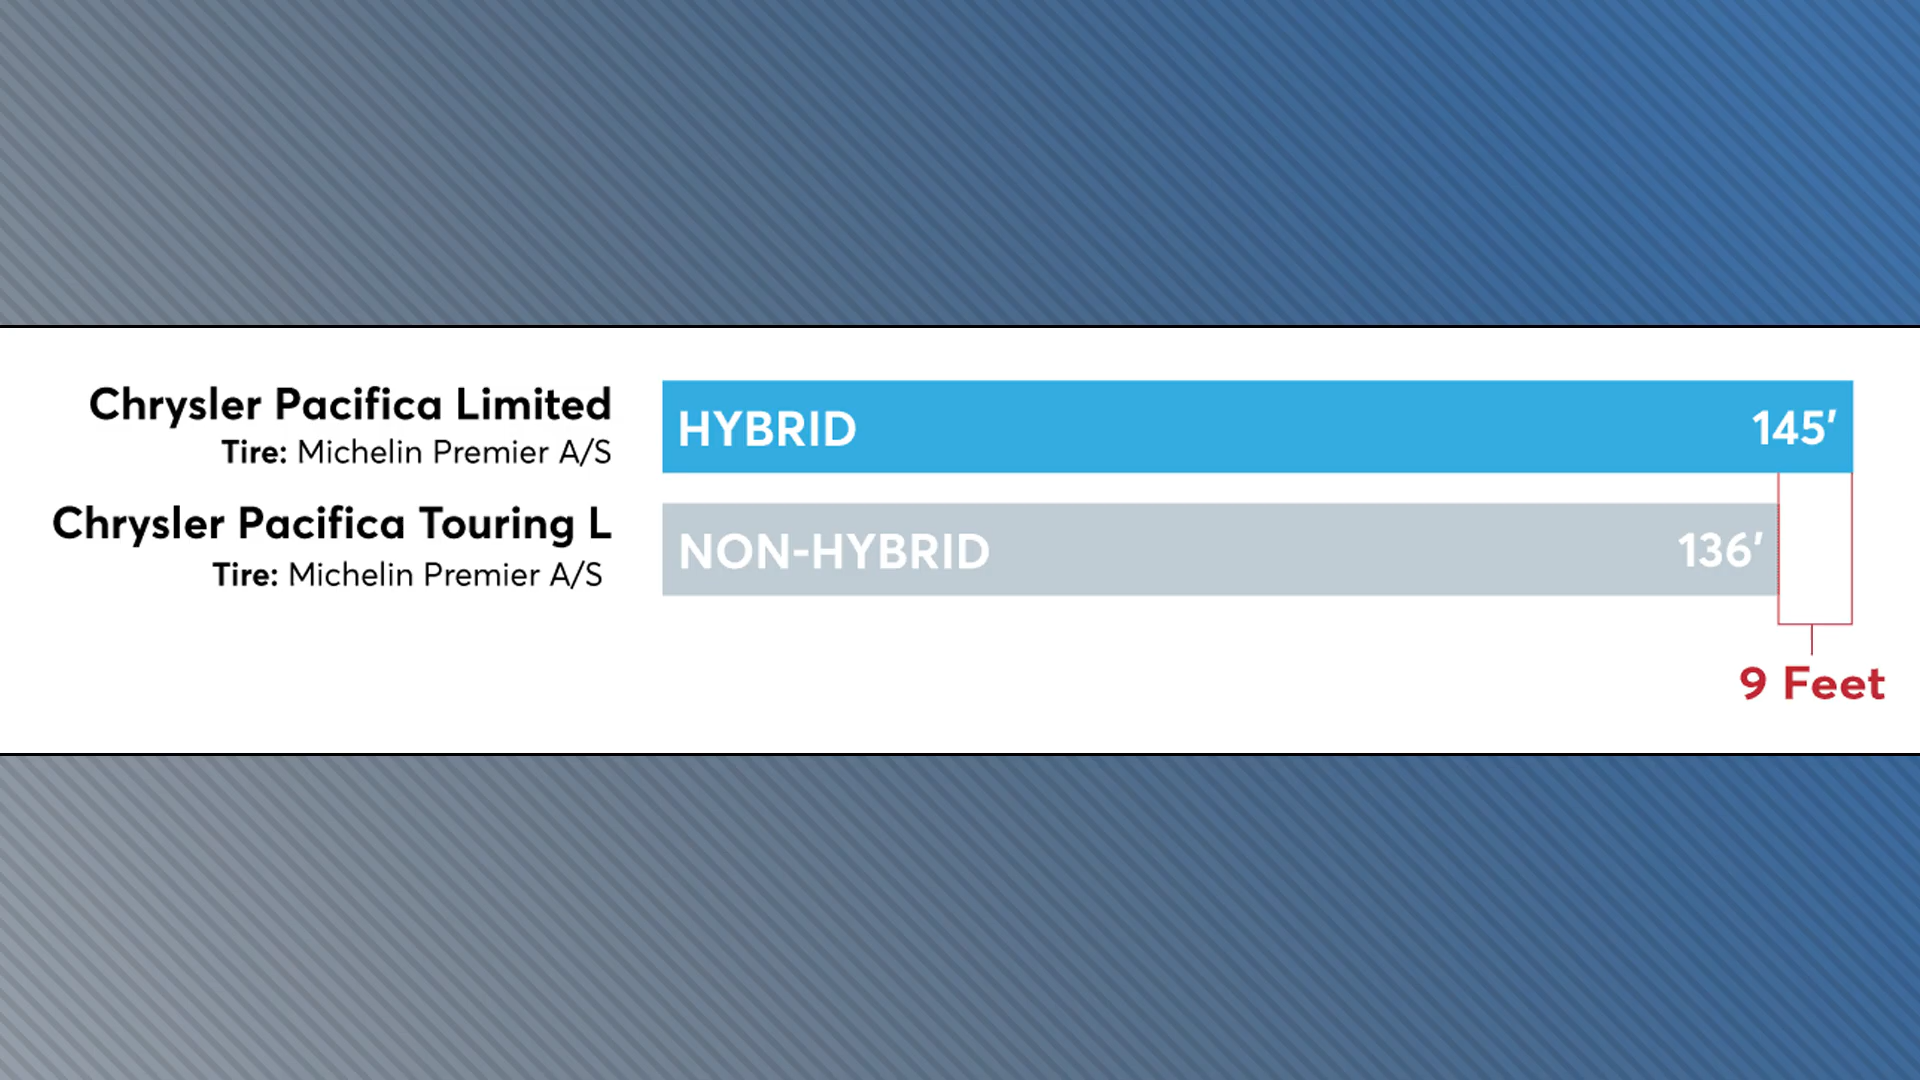 Chrysler Pacifica Limited
Tire: Michelin Premier A/S
HYBRID 145′
Chrysler Pacifica Touring L
Tire: Michelin Premier A/S
NON-HYBRID 136′
9 Feet